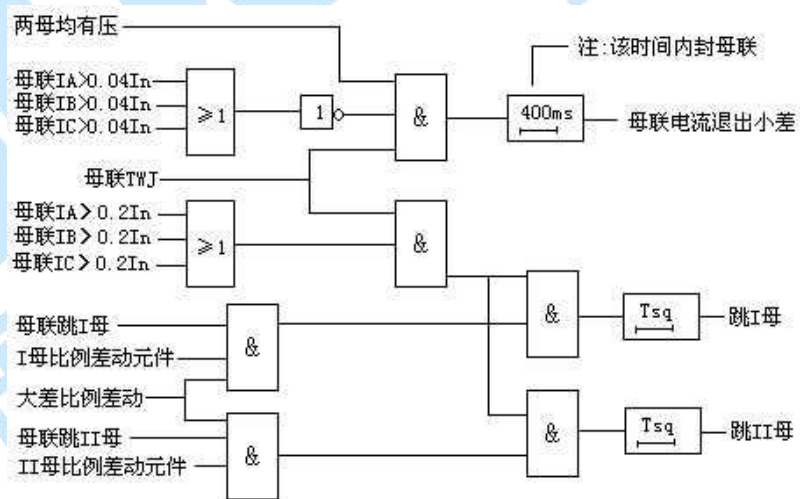 两母均有压
注:该时间内封母联
母联IA>0.04In
母联IB>0.04In
母联IC>0.04In
≥1
1
&
400ms
母联电流退出小差
母联TWJ
母联IA>0.2In
母联IB>0.2In
母联IC>0.2In
≥1
&
母联跳I母
I母比例差动元件
&
&
Tsq
跳I母
大差比例差动
母联跳II母
II母比例差动元件
&
&
Tsq
跳II母